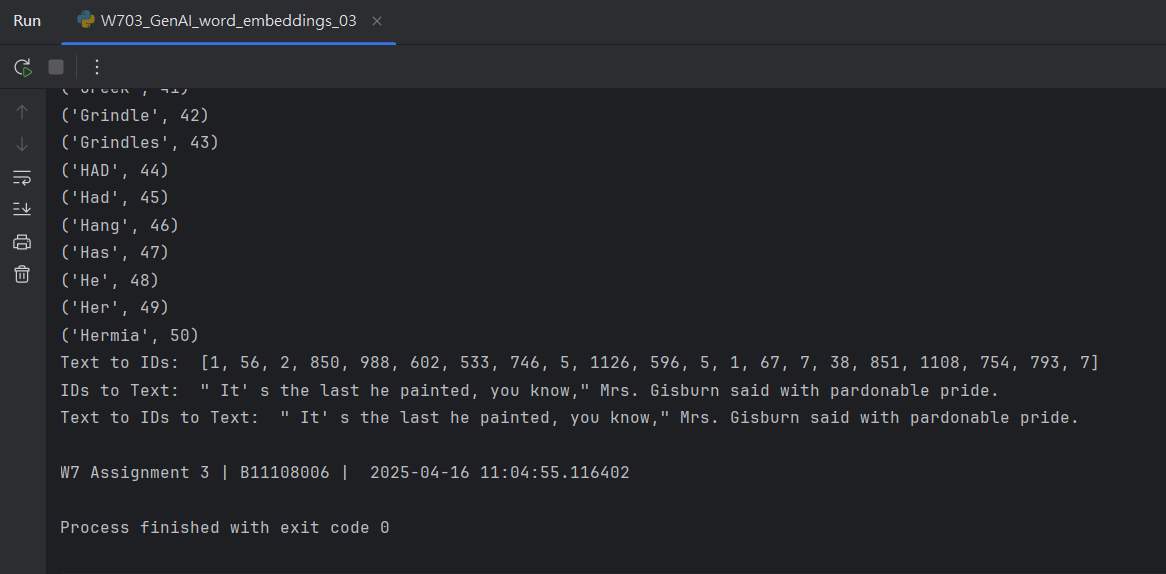 Run W703_GenAI_word_embeddings_03
('Greek', 41)
('Grindle', 42)
('Grindles', 43)
('HAD', 44)
('Had', 45)
('Hang', 46)
('Has', 47)
('He', 48)
('Her', 49)
('Hermia', 50)
Text to IDs:  [1, 56, 2, 850, 988, 602, 533, 746, 5, 1126, 596, 5, 1, 67, 7, 38, 851, 1108, 754, 793, 7]
IDs to Text:  " It' s the last he painted, you know," Mrs. Gisburn said with pardonable pride.
Text to IDs to Text:  " It' s the last he painted, you know," Mrs. Gisburn said with pardonable pride.
W7 Assignment 3 | B11108006 |  2025-04-16 11:04:55.116402
Process finished with exit code 0